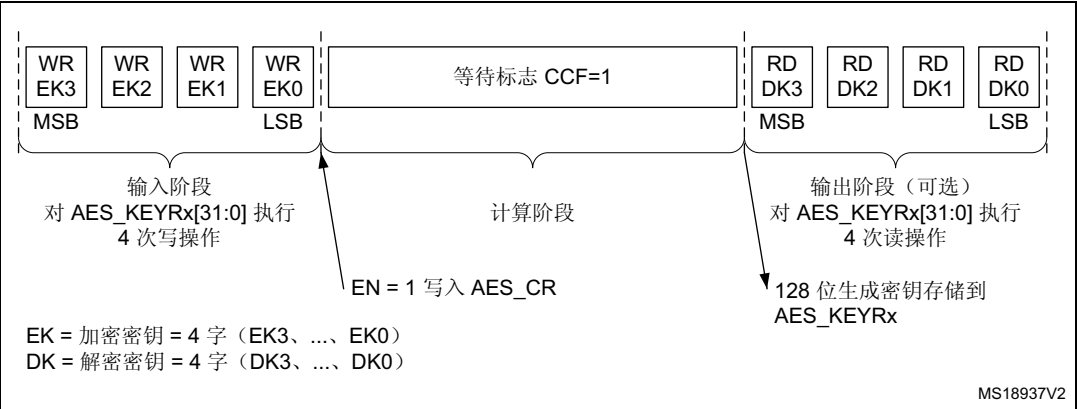 WR EK3
WR EK2
WR EK1
WR EK0
等待标志 CCF=1
RD DK3
RD DK2
RD DK1
RD DK0
MSB
LSB
MSB
LSB
输入阶段
对 AES_KEYRx[31:0] 执行
4 次写操作
计算阶段
输出阶段（可选）
对 AES_KEYRx[31:0] 执行
4 次读操作
EN = 1 写入 AES_CR
128 位生成密钥存储到
AES_KEYRx
EK = 加密密钥 = 4 字（EK3、...、EK0）
DK = 解密密钥 = 4 字（DK3、...、DK0）
MS18937V2